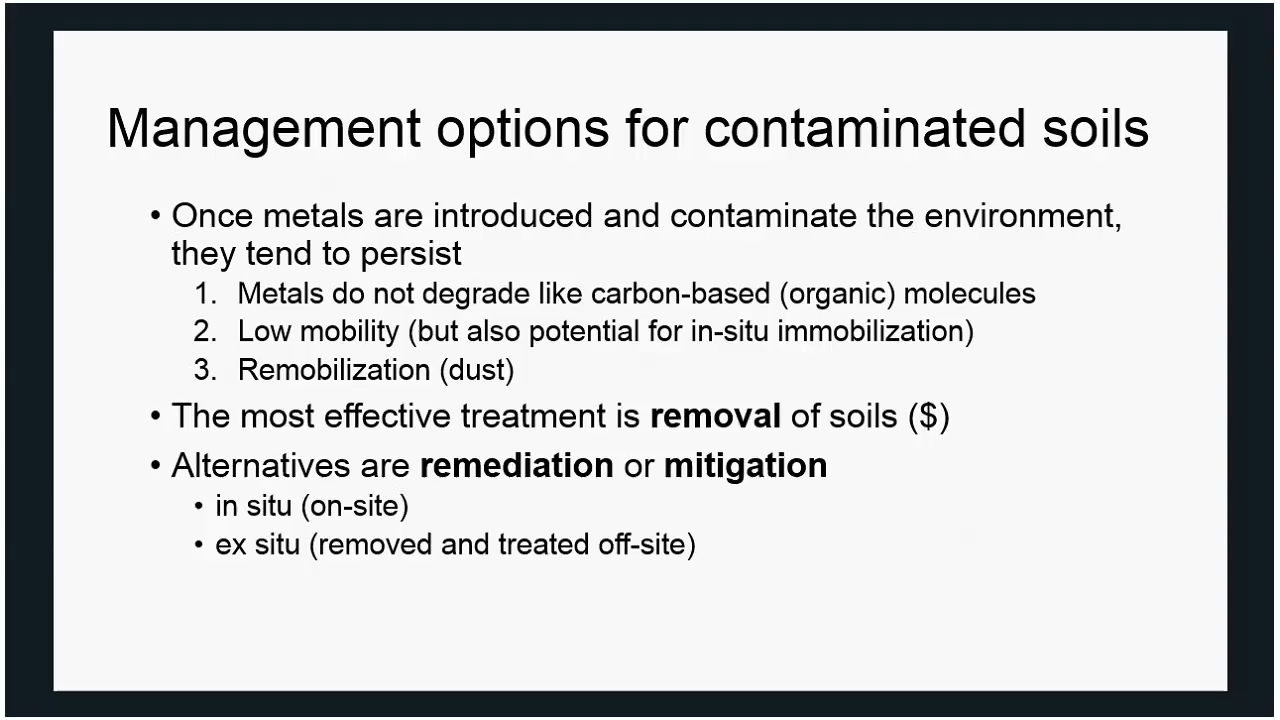 Management options for contaminated soils
• Once metals are introduced and contaminate the environment,
they tend to persist
1. Metals do not degrade like carbon-based (organic) molecules
2. Low mobility (but also potential for in-situ immobilization)
3. Remobilization (dust)
• The most effective treatment is removal of soils ($)
• Alternatives are remediation or mitigation
• in situ (on-site)
• ex situ (removed and treated off-site)